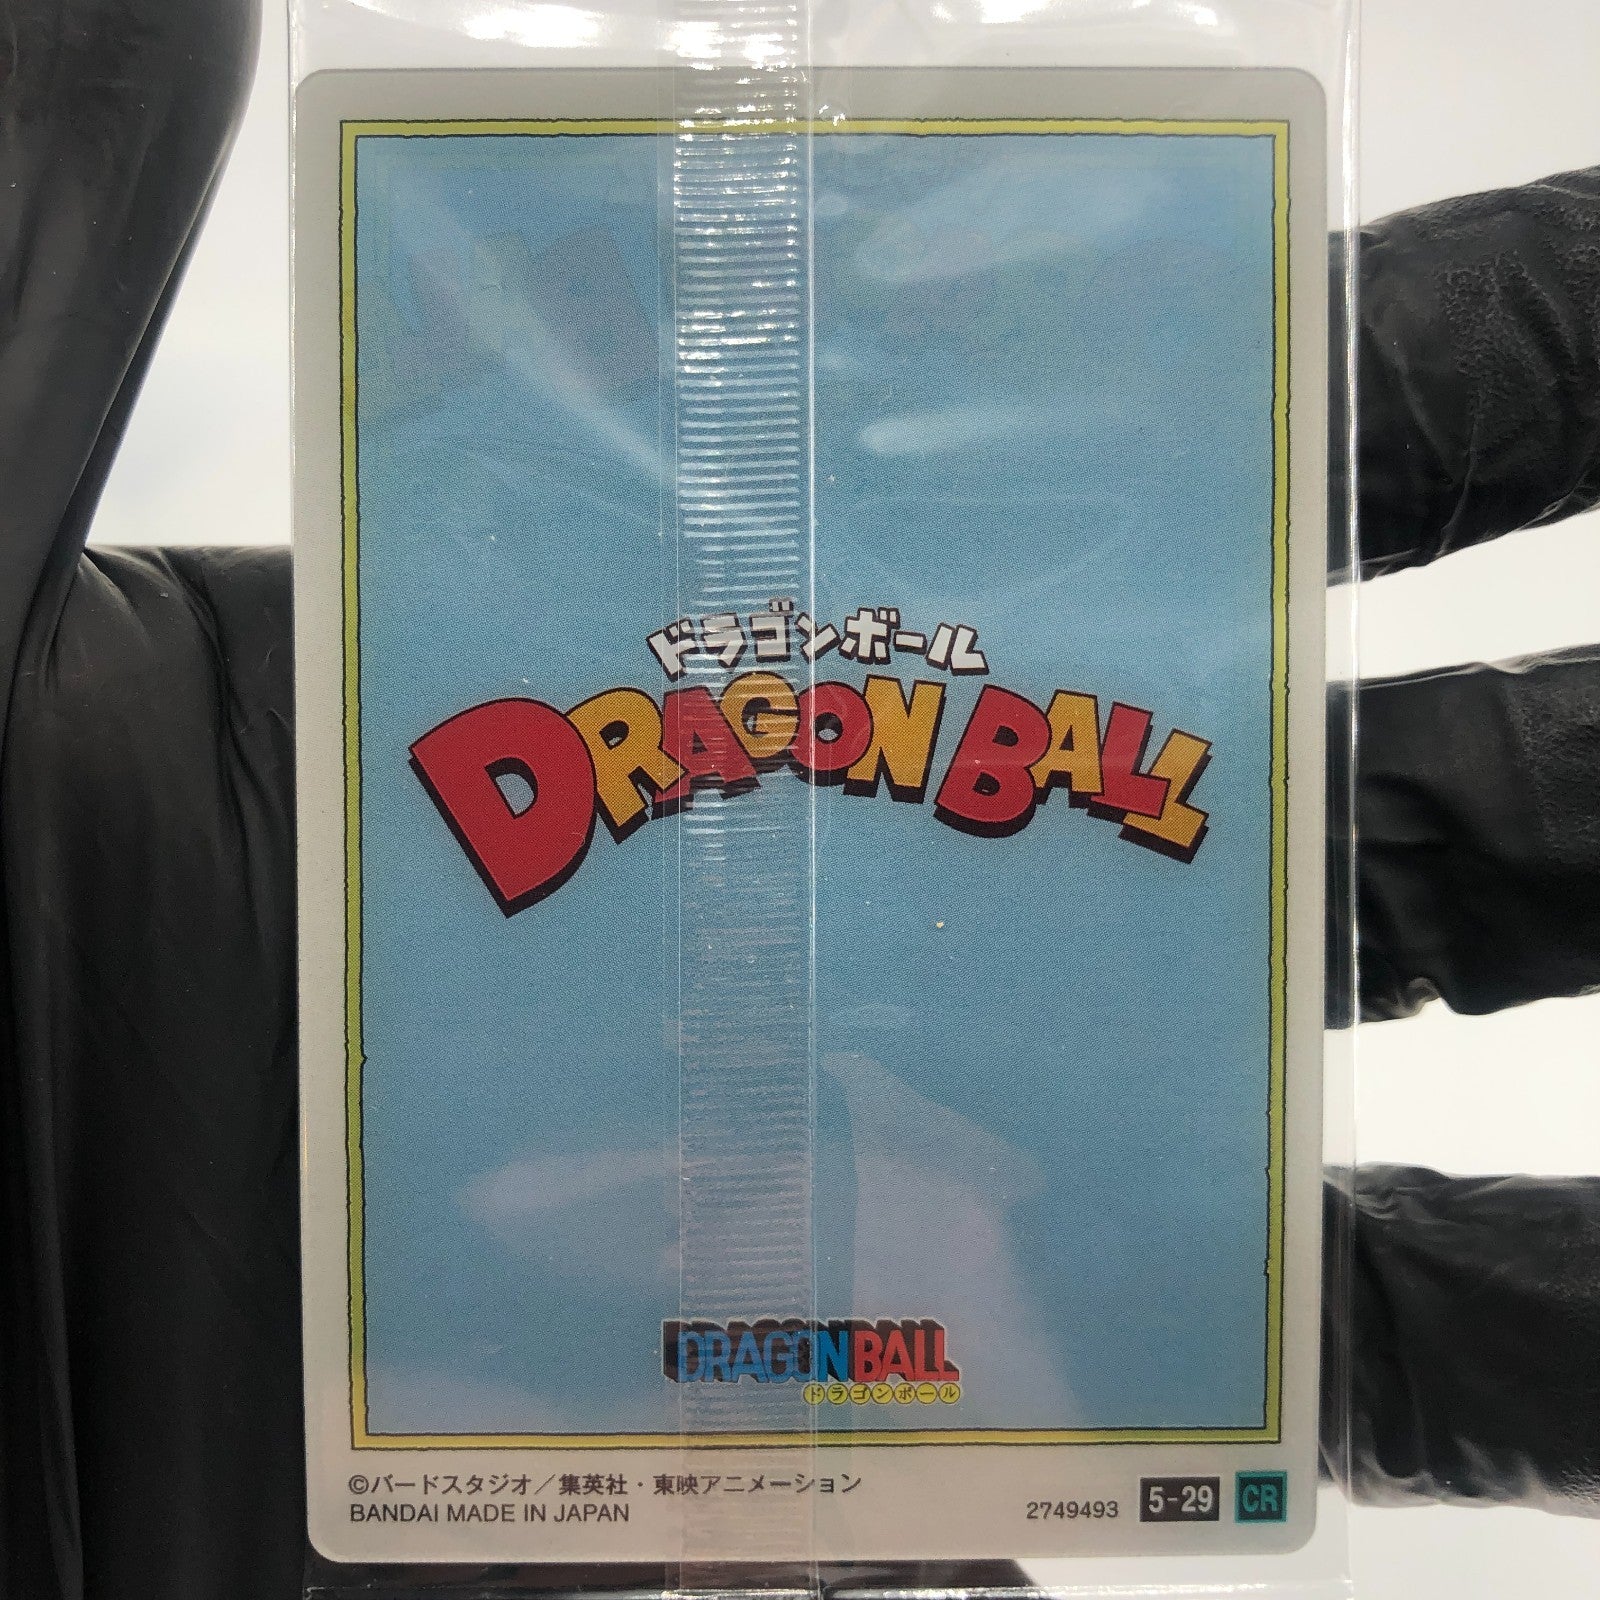 ドラゴンボール
DRAGON BALL
DRAGONBALL
ドラゴンボール
©バードスタジオ／集英社・東映アニメーション
BANDAI MADE IN JAPAN
2749493 5-29 CR